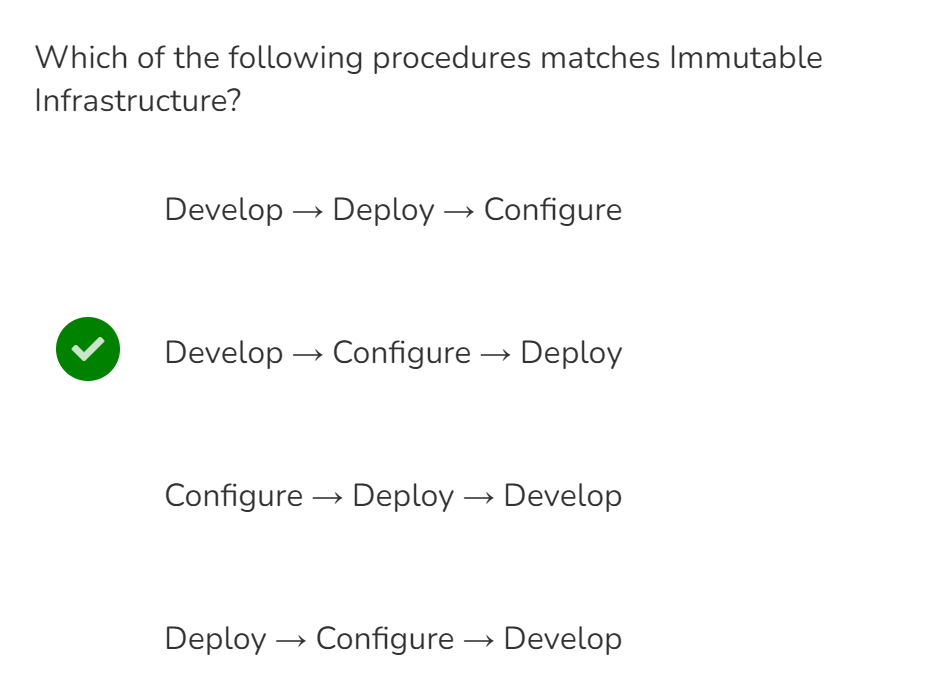 Which of the following procedures matches Immutable
Infrastructure?
Develop → Deploy → Configure
Develop → Configure → Deploy
Configure → Deploy → Develop
Deploy → Configure → Develop